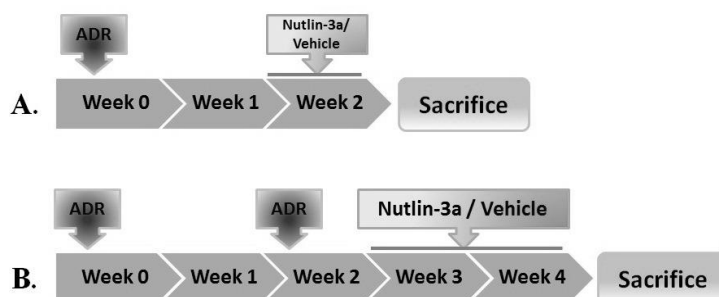 ADR
Nutlin-3a/
Vehicle
A.
Week 0
Week 1
Week 2
Sacrifice
ADR
ADR
Nutlin-3a / Vehicle
B.
Week 0
Week 1
Week 2
Week 3
Week 4
Sacrifice